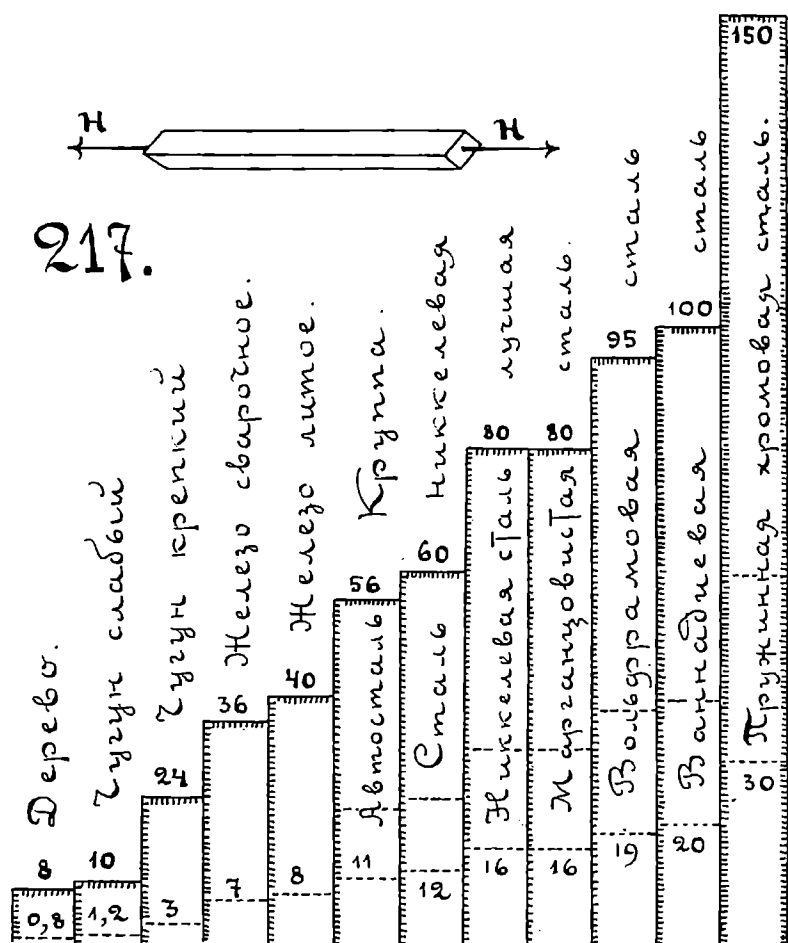 Н
Н
217.
8
Дерево.
0,8
10
Чугун слабый
1,2
24
Чугун крепкий
3
36
Железо сварочное.
7
40
Железо литое.
8
56
Автосталь Круппа.
11
60
Сталь никкелевая
12
80
Никкелевая сталь лучшая
16
80
Марганцовистая сталь.
16
95
Вольфрамовая сталь
19
100
Ваннадиевая сталь
20
150
Пружинная хромовая сталь.
30